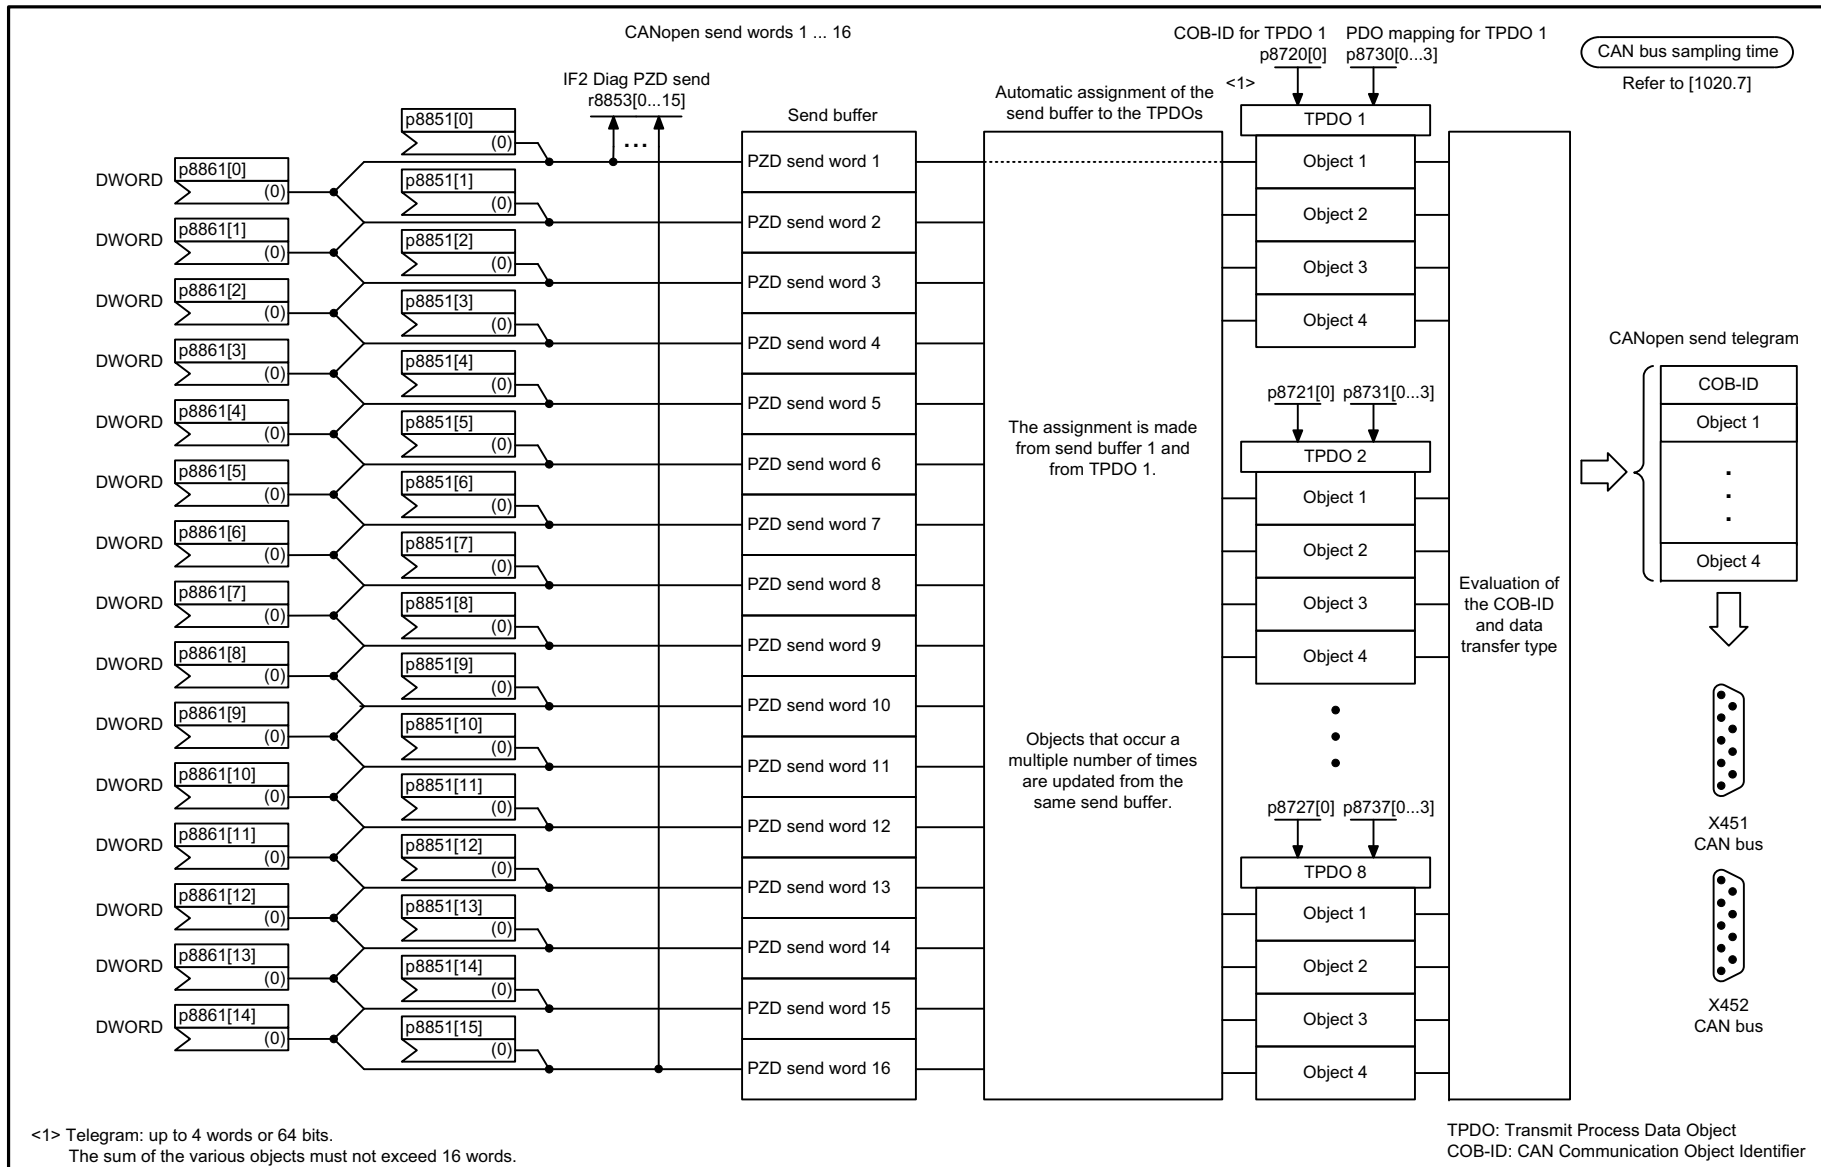 CANopen send words 1 ... 16
IF2 Diag PZD send
r8853[0...15]
...
COB-ID for TPDO 1
p8720[0]
PDO mapping for TPDO 1
p8730[0...3]
<1>
CAN bus sampling time
Refer to [1020.7]
DWORD
p8861[0]
(0)
DWORD
p8861[1]
(0)
DWORD
p8861[2]
(0)
DWORD
p8861[3]
(0)
DWORD
p8861[4]
(0)
DWORD
p8861[5]
(0)
DWORD
p8861[6]
(0)
DWORD
p8861[7]
(0)
DWORD
p8861[8]
(0)
DWORD
p8861[9]
(0)
DWORD
p8861[10]
(0)
DWORD
p8861[11]
(0)
DWORD
p8861[12]
(0)
DWORD
p8861[13]
(0)
DWORD
p8861[14]
(0)
p8851[0]
(0)
p8851[1]
(0)
p8851[2]
(0)
p8851[3]
(0)
p8851[4]
(0)
p8851[5]
(0)
p8851[6]
(0)
p8851[7]
(0)
p8851[8]
(0)
p8851[9]
(0)
p8851[10]
(0)
p8851[11]
(0)
p8851[12]
(0)
p8851[13]
(0)
p8851[14]
(0)
p8851[15]
(0)
Send buffer
PZD send word 1
PZD send word 2
PZD send word 3
PZD send word 4
PZD send word 5
PZD send word 6
PZD send word 7
PZD send word 8
PZD send word 9
PZD send word 10
PZD send word 11
PZD send word 12
PZD send word 13
PZD send word 14
PZD send word 15
PZD send word 16
Automatic assignment of the
send buffer to the TPDOs
The assignment is made
from send buffer 1 and
from TPDO 1.
Objects that occur a
multiple number of times
are updated from the
same send buffer.
TPDO 1
Object 1
Object 2
Object 3
Object 4
p8721[0]
p8731[0...3]
TPDO 2
Object 1
Object 2
Object 3
Object 4
p8727[0]
p8737[0...3]
TPDO 8
Object 1
Object 2
Object 3
Object 4
Evaluation of
the COB-ID
and data
transfer type
CANopen send telegram
COB-ID
Object 1
.
.
.
Object 4
X451
CAN bus
X452
CAN bus
<1> Telegram: up to 4 words or 64 bits.
The sum of the various objects must not exceed 16 words.
TPDO: Transmit Process Data Object
COB-ID: CAN Communication Object Identifier